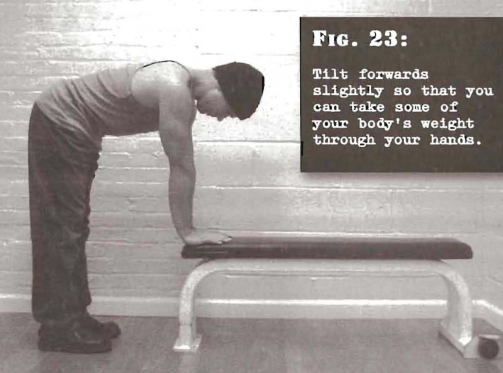 FIG. 23:
Tilt forwards
slightly so that you
can take some of
your body's weight
through your hands.